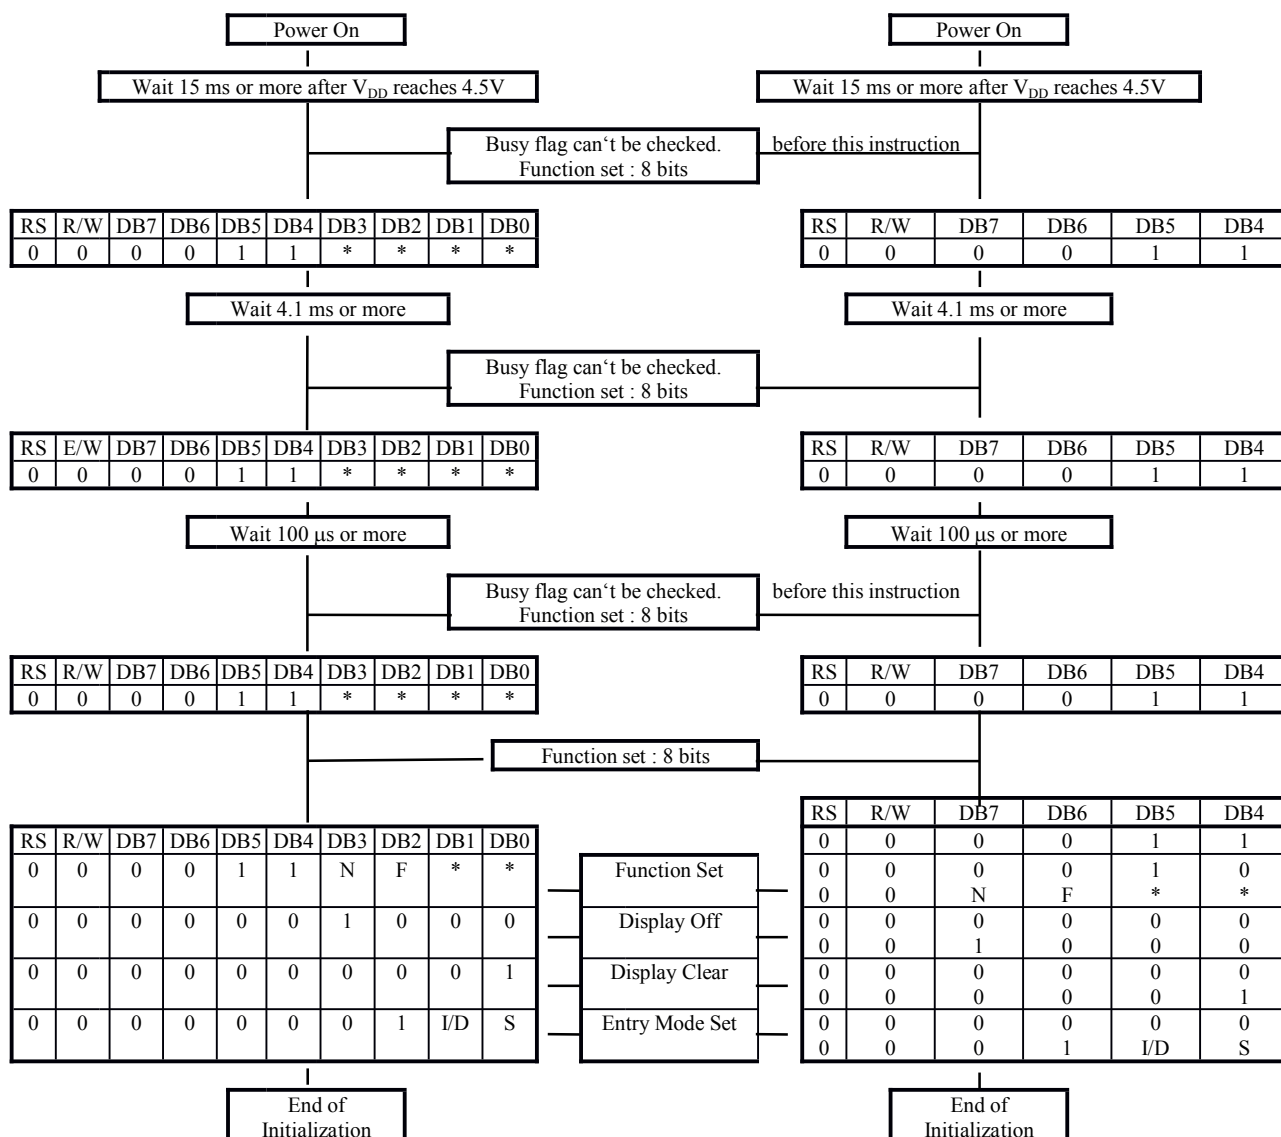 Power On Power On
Wait 15 ms or more after VDD reaches 4.5V Wait 15 ms or more after VDD reaches 4.5V
Busy flag can‘t be checked. before this instruction
Function set : 8 bits
RS R/W DB7 DB6 DB5 DB4 DB3 DB2 DB1 DB0 RS R/W DB7 DB6 DB5 DB4
0 0 0 0 1 1 * * * * 0 0 0 0 1 1
Wait 4.1 ms or more Wait 4.1 ms or more
Busy flag can‘t be checked.
Function set : 8 bits
RS E/W DB7 DB6 DB5 DB4 DB3 DB2 DB1 DB0 RS R/W DB7 DB6 DB5 DB4
0 0 0 0 1 1 * * * * 0 0 0 0 1 1
Wait 100 µs or more Wait 100 µs or more
Busy flag can‘t be checked. before this instruction
Function set : 8 bits
RS R/W DB7 DB6 DB5 DB4 DB3 DB2 DB1 DB0 RS R/W DB7 DB6 DB5 DB4
0 0 0 0 1 1 * * * * 0 0 0 0 1 1
Function set : 8 bits
RS R/W DB7 DB6 DB5 DB4
RS R/W DB7 DB6 DB5 DB4 DB3 DB2 DB1 DB0 0 0 0 0 1 1
0 0 0 0 1 1 N F * * Function Set 0 0 0 0 1 0
0 0 N F * *
0 0 0 0 0 0 1 0 0 0 Display Off 0 0 0 0 0 0
0 0 1 0 0 0
0 0 0 0 0 0 0 0 0 1 Display Clear 0 0 0 0 0 0
0 0 0 0 0 1
0 0 0 0 0 0 0 1 I/D S Entry Mode Set 0 0 0 0 0 0
0 0 0 1 I/D S
End of End of
Initialization Initialization